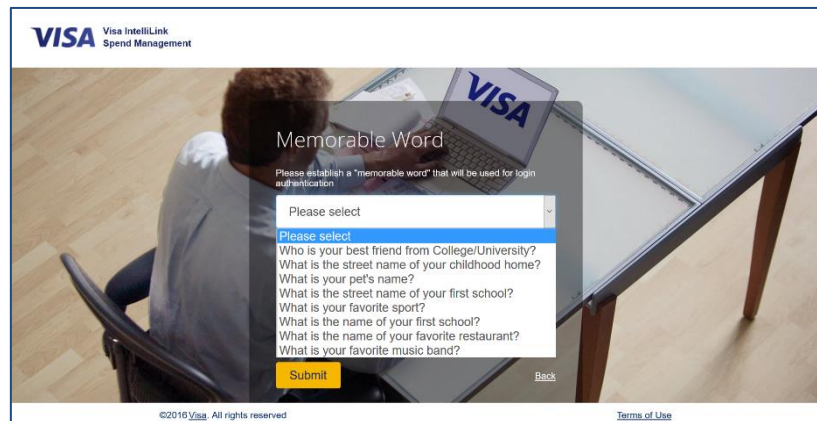 VISA
Visa IntelliLink
Spend Management
VISA
Memorable Word
Please establish a "memorable word" that will be used for login
authentication
Please select
Please select
Who is your best friend from College/University?
What is the street name of your childhood home?
What is your pet's name?
What is the street name of your first school?
What is your favorite sport?
What is the name of your first school?
What is the name of your favorite restaurant?
What is your favorite music band?
Submit
Back
©2016 Visa. All rights reserved
Terms of Use